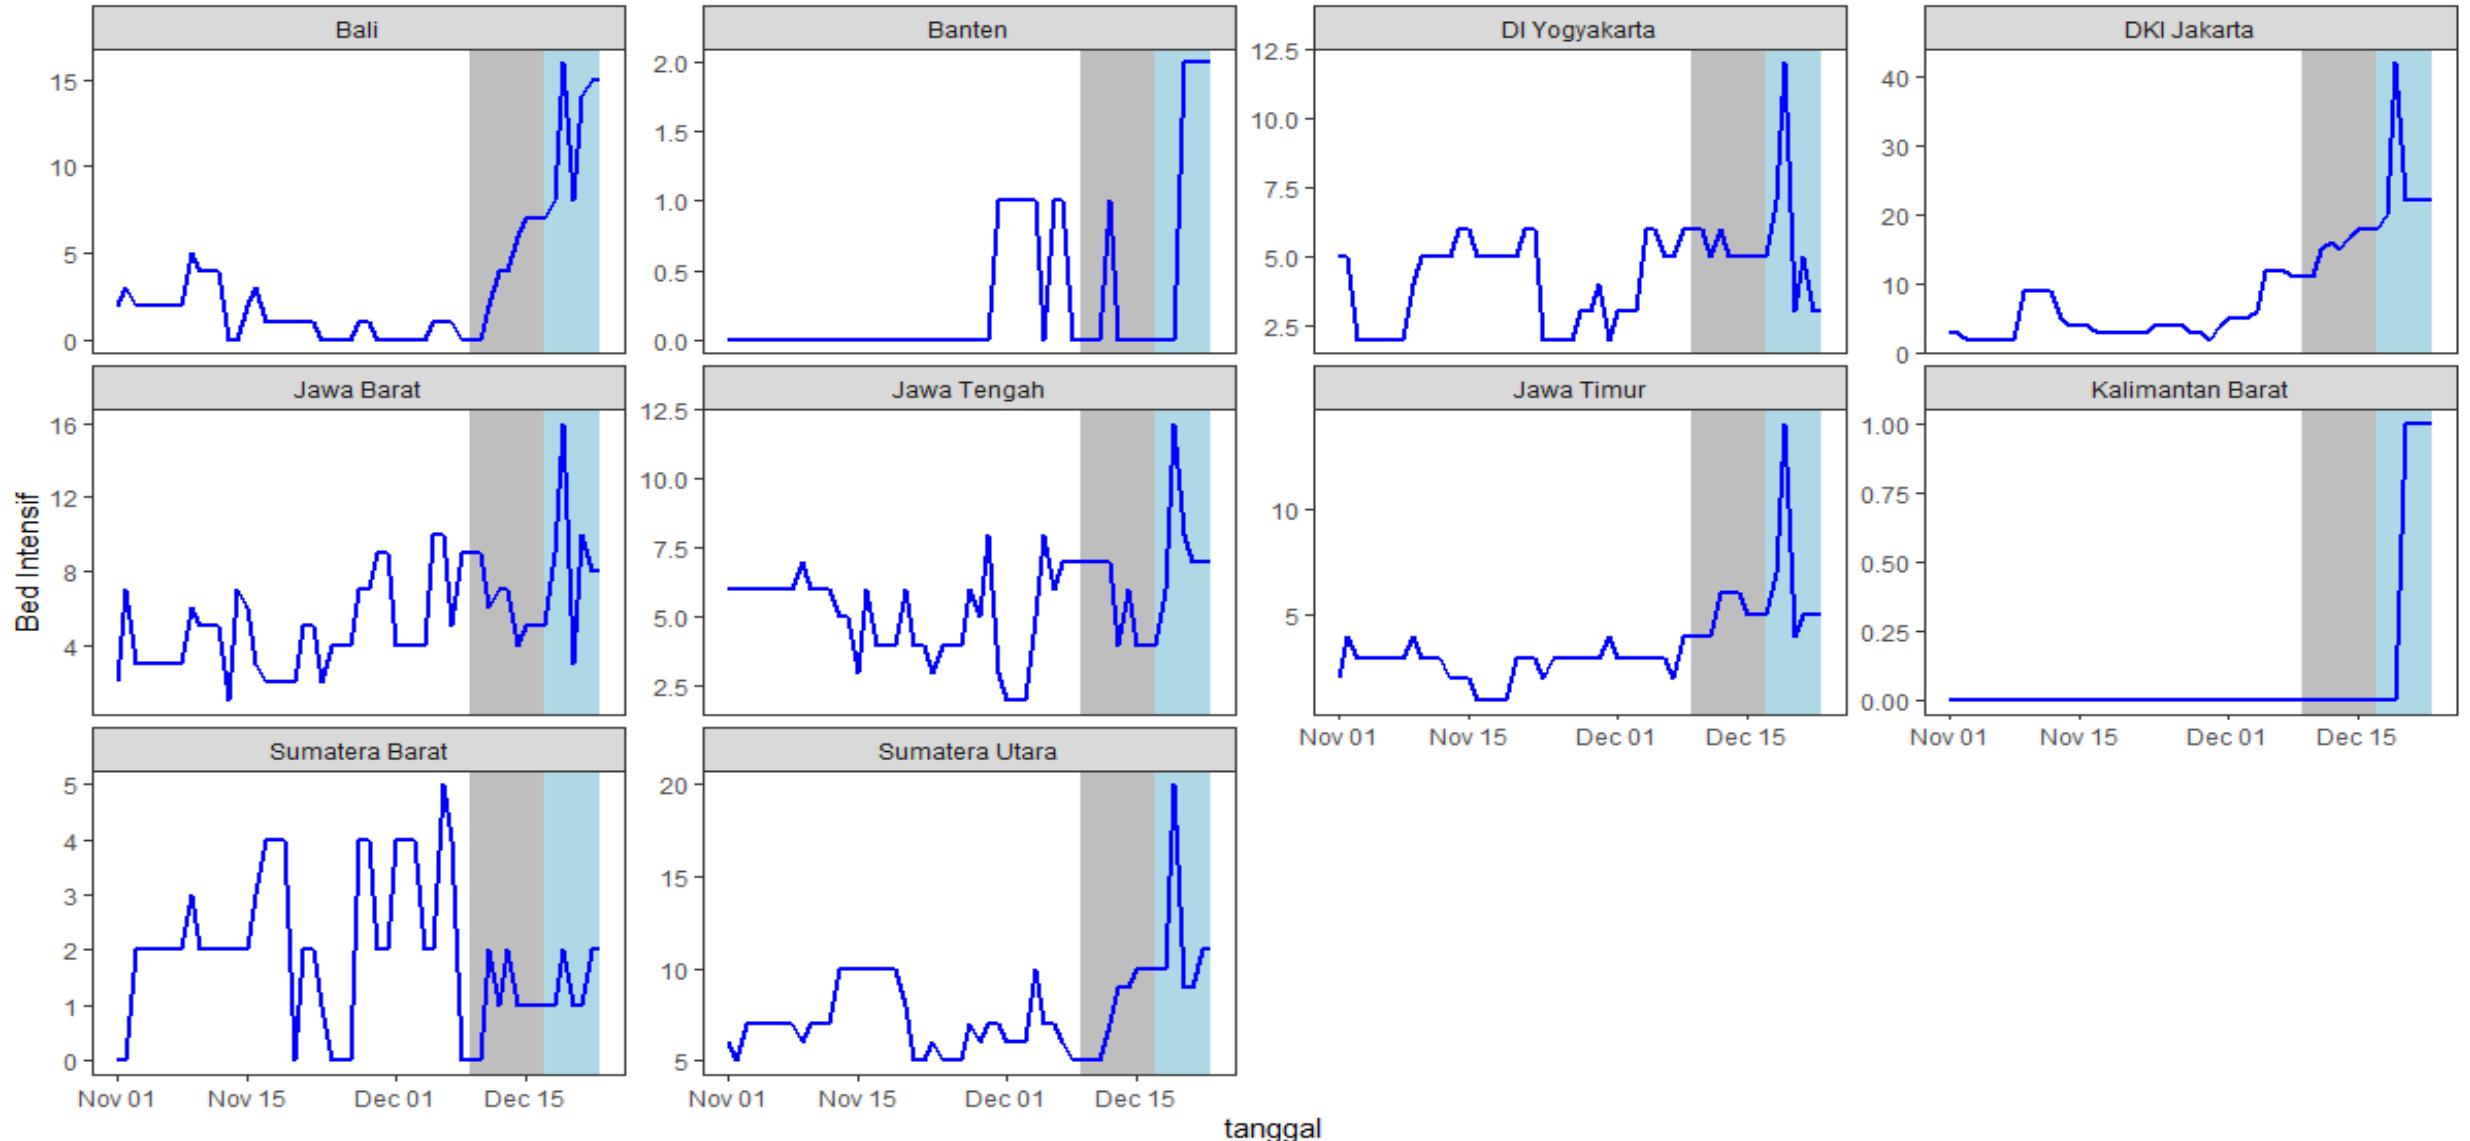 Bali
Banten
DI Yogyakarta
DKI Jakarta
15
10
5
0
2.0
1.5
1.0
0.5
0.0
12.5
10.0
7.5
5.0
2.5
40
30
20
10
0
Jawa Barat
Jawa Tengah
Jawa Timur
Kalimantan Barat
16
12
8
4
12.5
10.0
7.5
5.0
2.5
10
5
1.00
0.75
0.50
0.25
0.00
Nov 01 Nov 15 Dec 01 Dec 15
Nov 01 Nov 15 Dec 01 Dec 15
Bed Intensif
Sumatera Barat
Sumatera Utara
5
4
3
2
1
0
20
15
10
5
Nov 01 Nov 15 Dec 01 Dec 15
Nov 01 Nov 15 Dec 01 Dec 15
tanggal